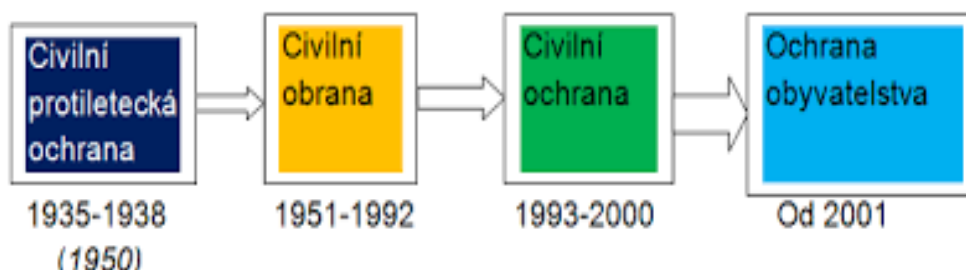 Civilní
protiletecká
ochrana
1935-1938
(1950)
Civilní
obrana
1951-1992
Civilní
ochrana
1993-2000
Ochrana
obyvatelstva
Od 2001